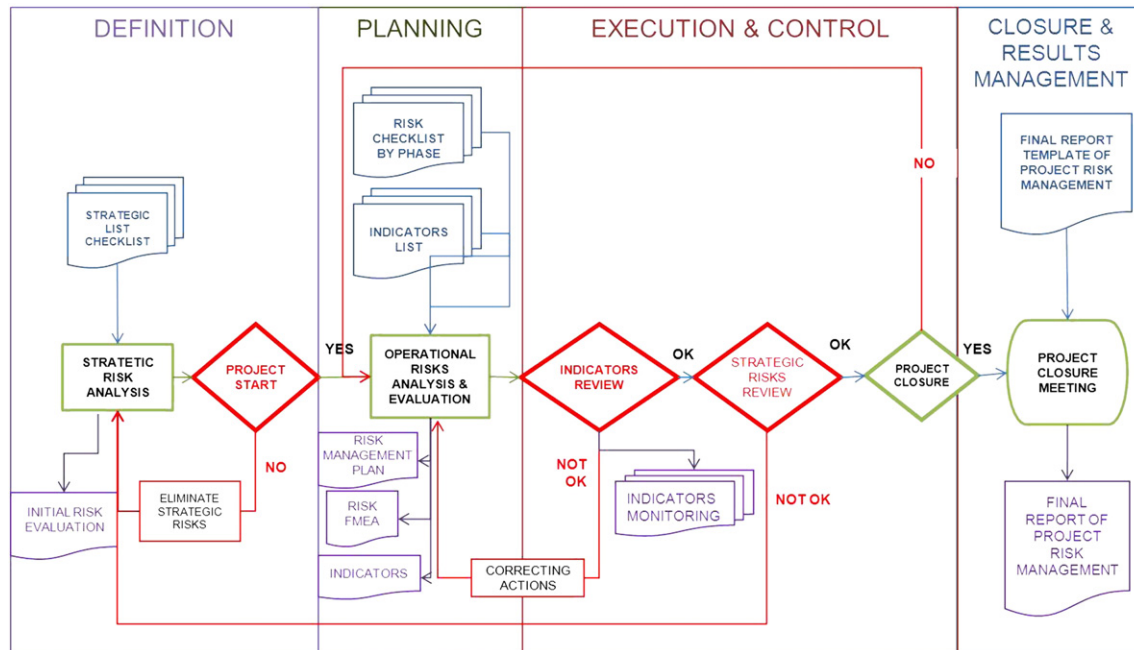 DEFINITION
PLANNING
EXECUTION & CONTROL
CLOSURE &
RESULTS
MANAGEMENT
STRATEGIC
LIST
CHECKLIST
RISK
CHECKLIST
BY PHASE
INDICATORS
LIST
NO
FINAL REPORT
TEMPLATE OF
PROJECT RISK
MANAGEMENT
STRATETIC
RISK
ANALYSIS
PROJECT
START
YES
OPERATIONAL
RISKS
ANALYSIS &
EVALUATION
INDICATORS
REVIEW
OK
STRATEGIC
RISKS
REVIEW
OK
PROJECT
CLOSURE
YES
PROJECT
CLOSURE
MEETING
NO
ELIMINATE
STRATEGIC
RISKS
INITIAL RISK
EVALUATION
RISK
MANAGEMENT
PLAN
RISK
FMEA
INDICATORS
NOT
OK
CORRECTING
ACTIONS
INDICATORS
MONITORING
NOT OK
FINAL
REPORT OF
PROJECT
RISK
MANAGEMENT